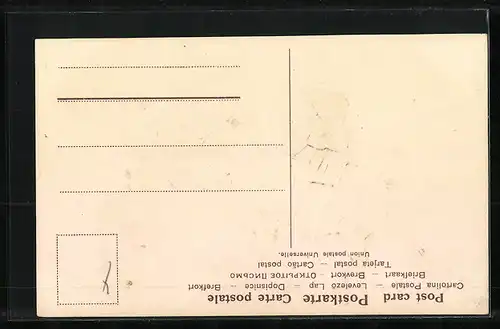 Post card Postkarte Carte postale
Cartolina Postale — Levelező Lap — Dopisnice — Brefkort
Briefkaart — Brevkort — ОТКРЫТОЕ ПИСЬМО
Tarjeta postal — Cartão postal
Union postale Universelle.